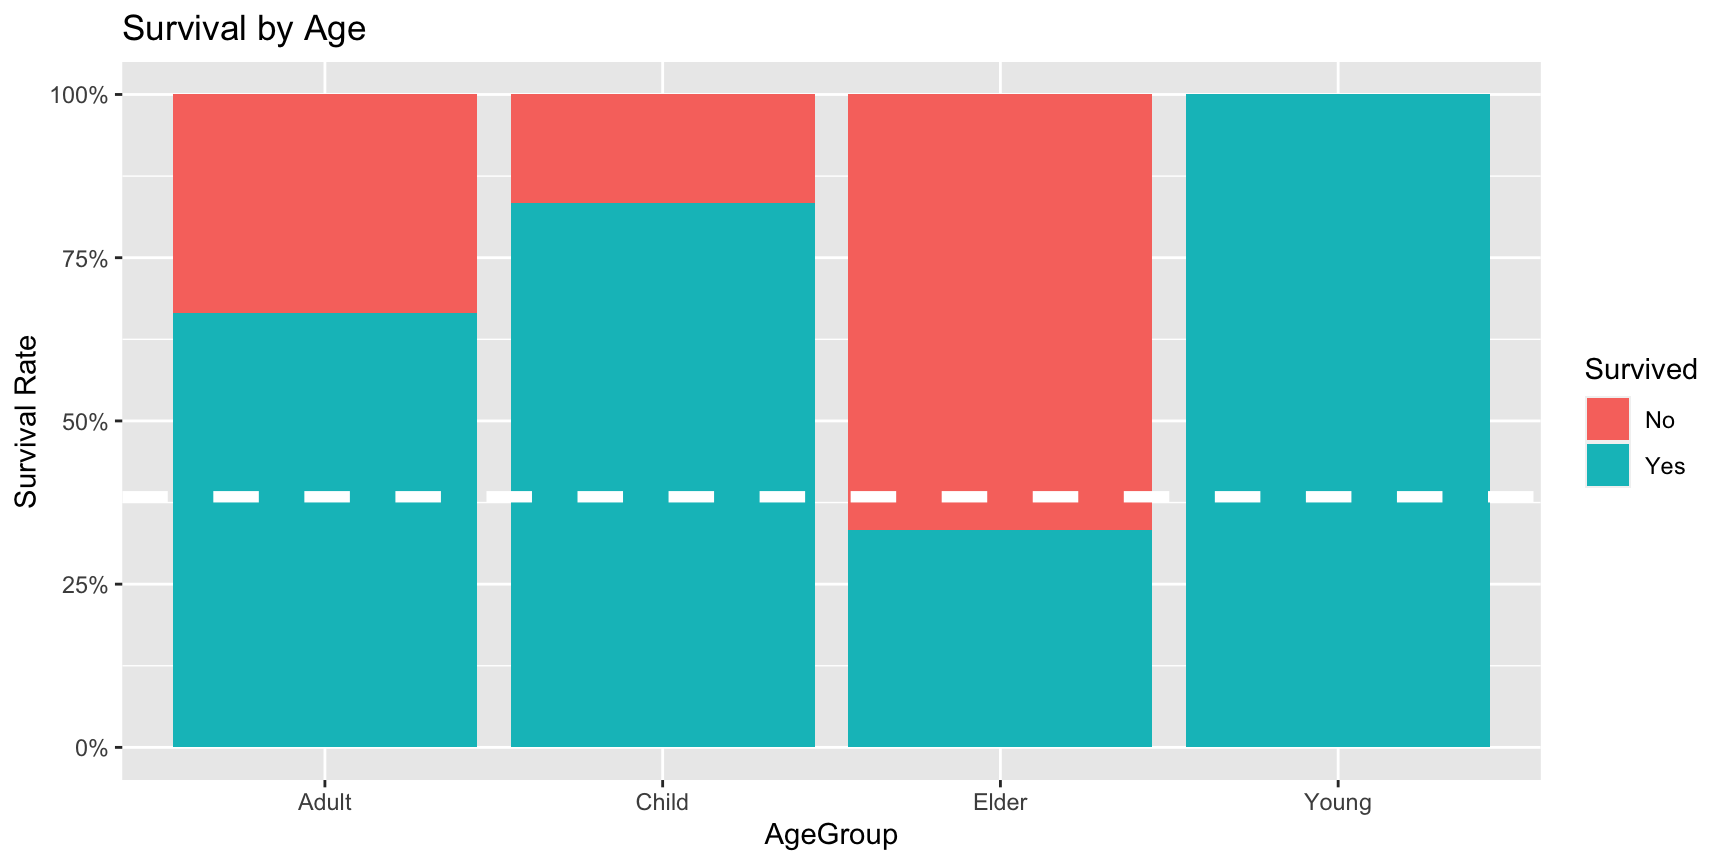 Survival by Age
Survival Rate
100%
75%
50%
25%
0%
Adult
Child
Elder
Young
AgeGroup
Survived
No
Yes